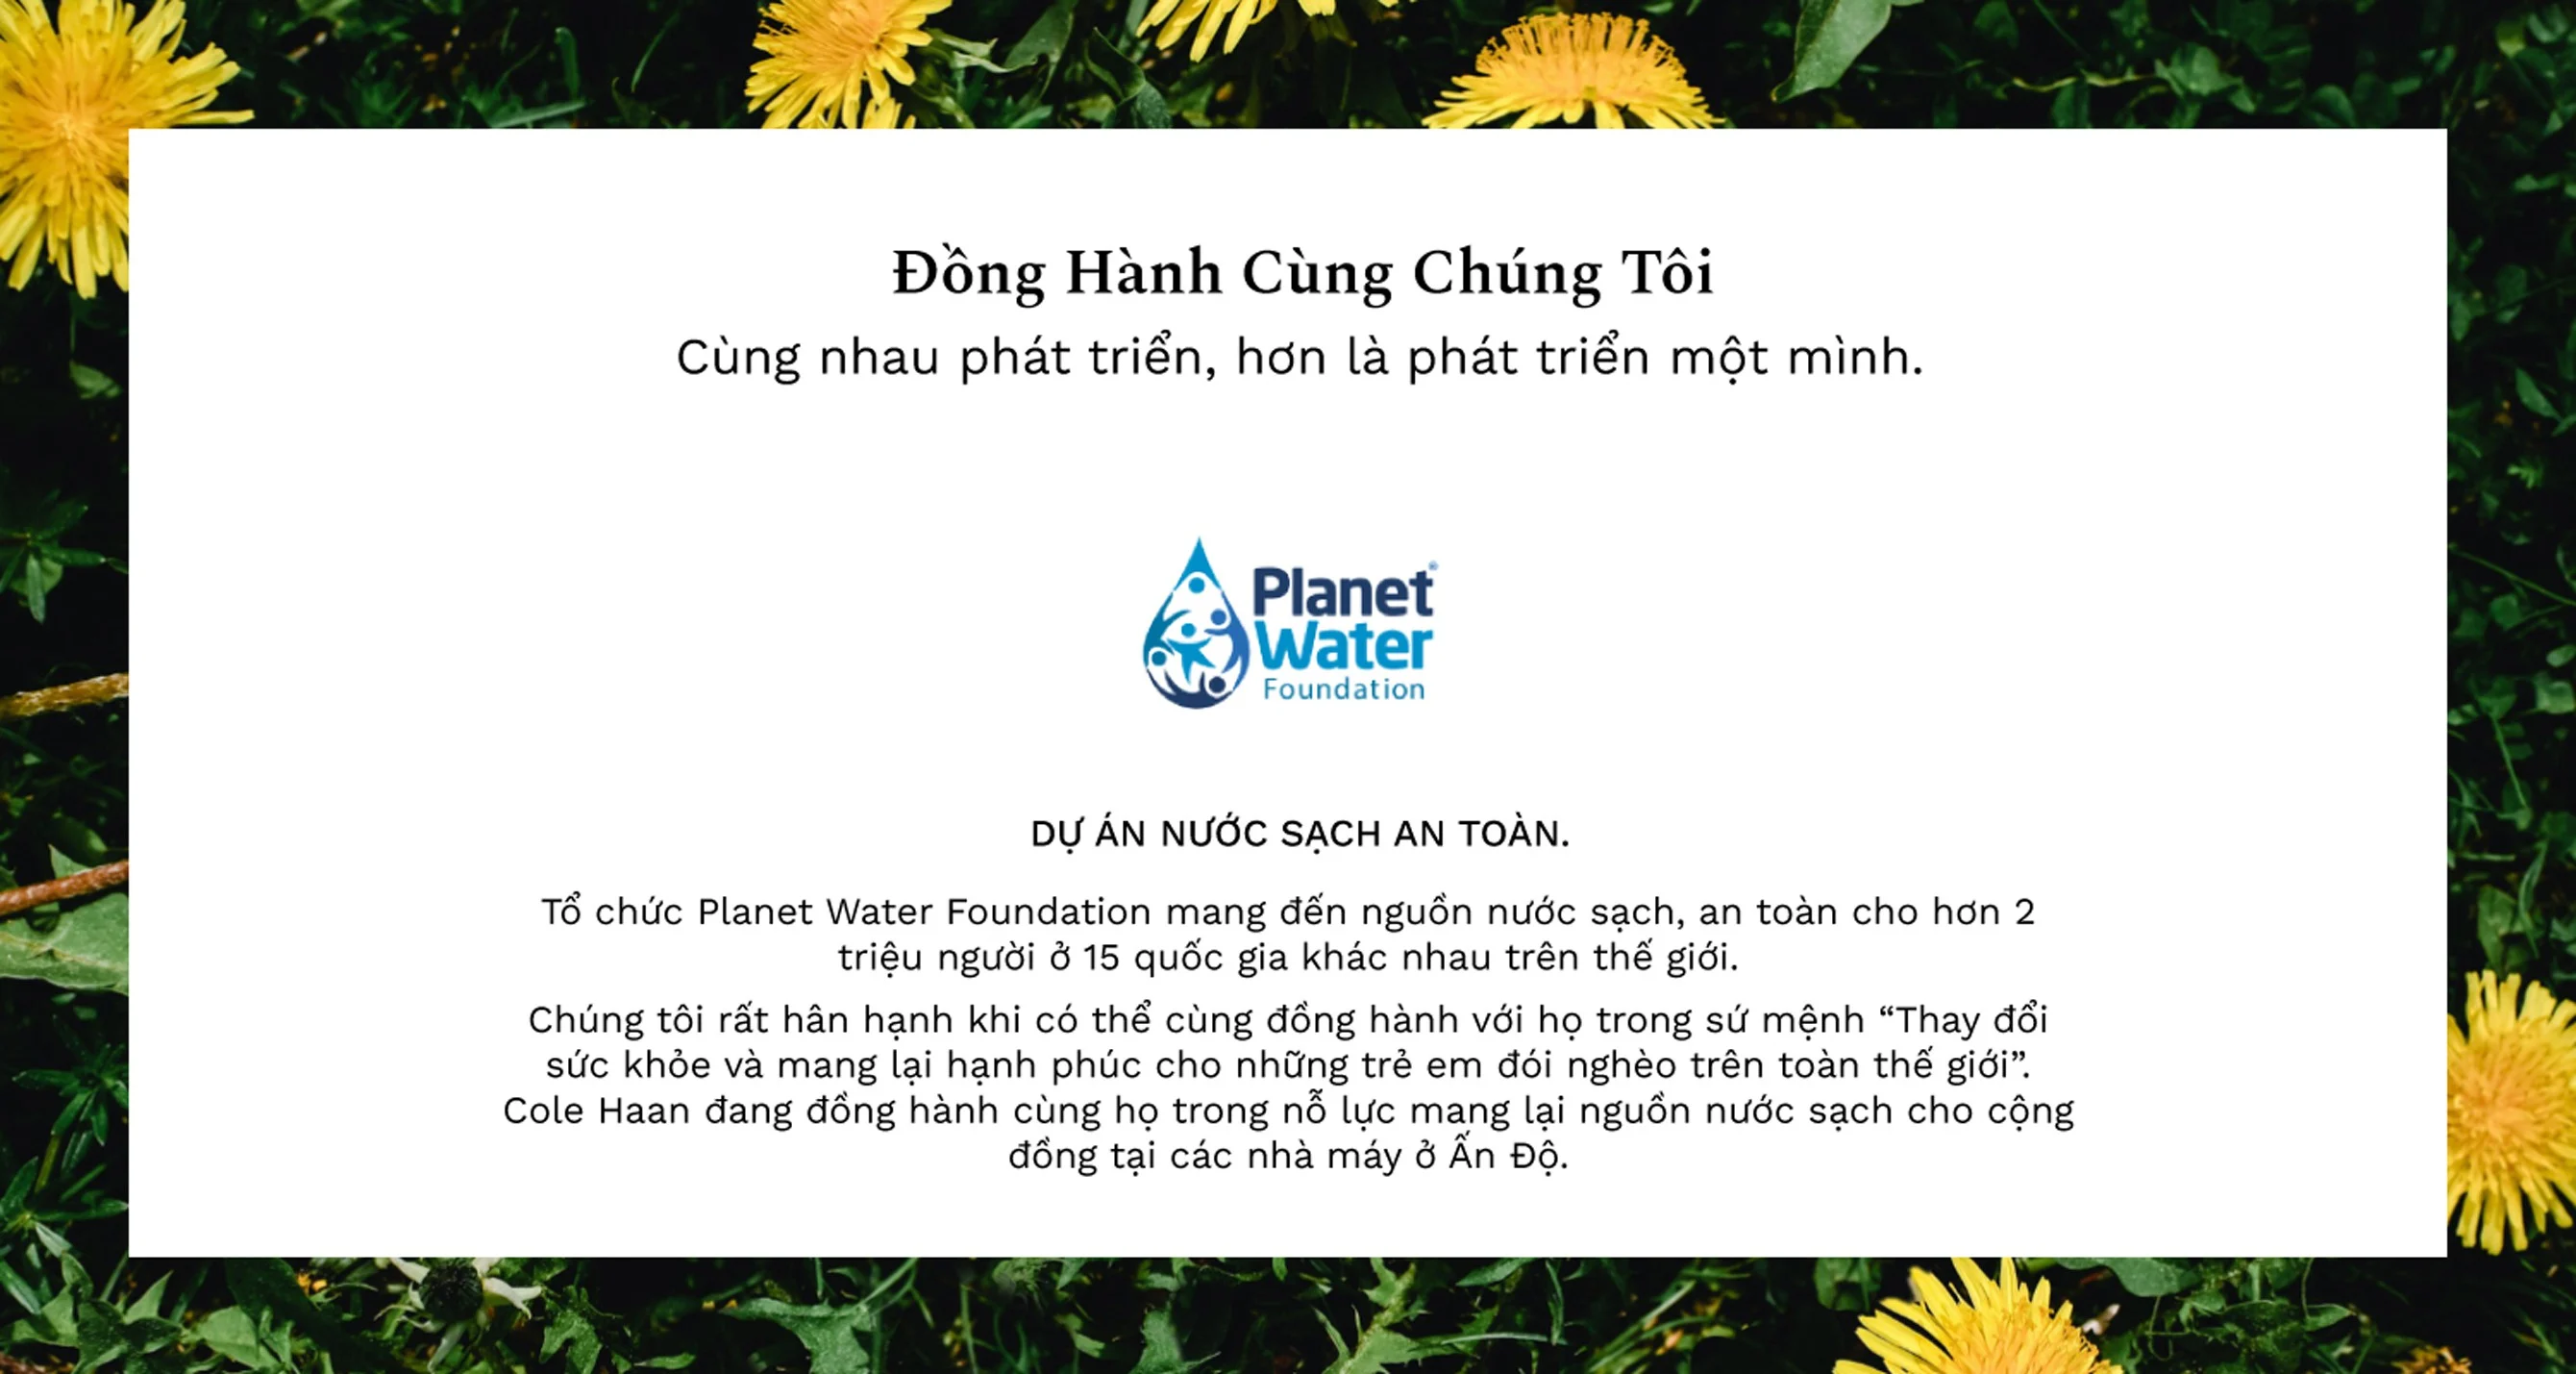 Đồng Hành Cùng Chúng Tôi
Cùng nhau phát triển, hơn là phát triển một mình.
Planet®
Water
Foundation
DỰ ÁN NƯỚC SẠCH AN TOÀN.
Tổ chức Planet Water Foundation mang đến nguồn nước sạch, an toàn cho hơn 2
triệu người ở 15 quốc gia khác nhau trên thế giới.
Chúng tôi rất hân hạnh khi có thể cùng đồng hành với họ trong sứ mệnh “Thay đổi
sức khỏe và mang lại hạnh phúc cho những trẻ em đói nghèo trên toàn thế giới”.
Cole Haan đang đồng hành cùng họ trong nỗ lực mang lại nguồn nước sạch cho cộng
đồng tại các nhà máy ở Ấn Độ.